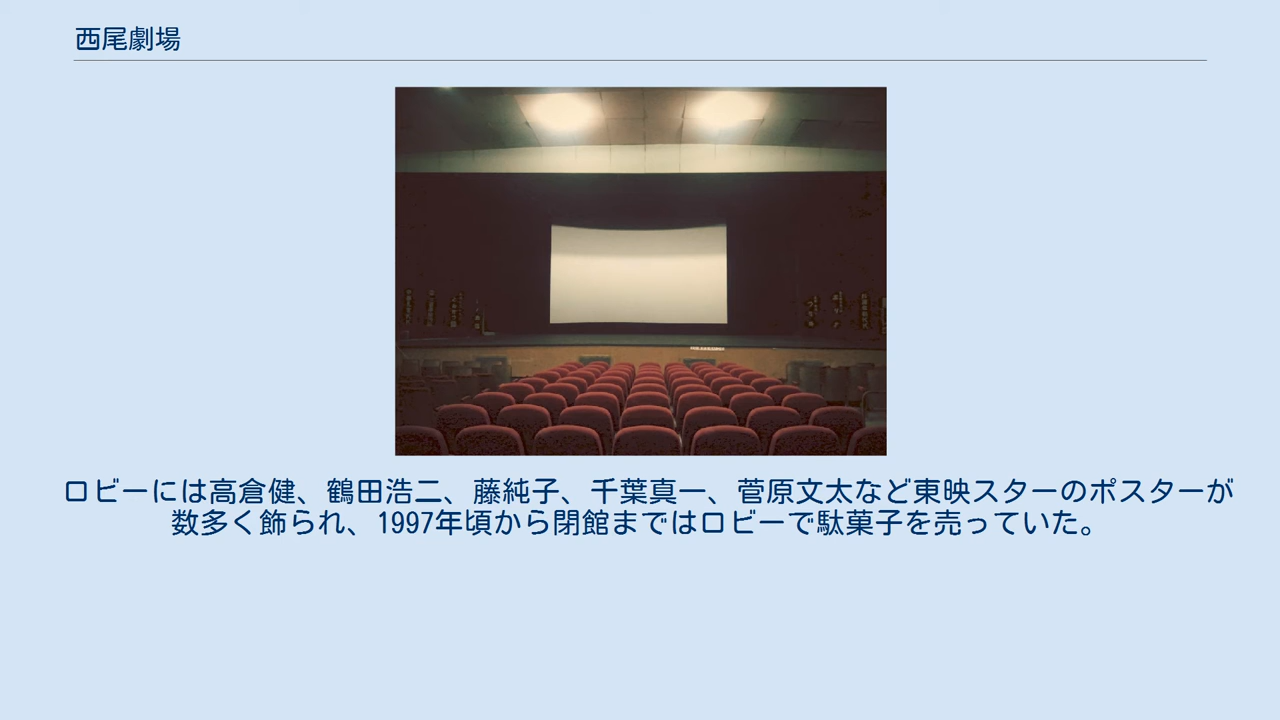 西尾劇場
ロビーには高倉健、鶴田浩二、藤純子、千葉真一、菅原文太など東映スターのポスターが
数多く飾られ、1997年頃から閉館まではロビーで駄菓子を売っていた。